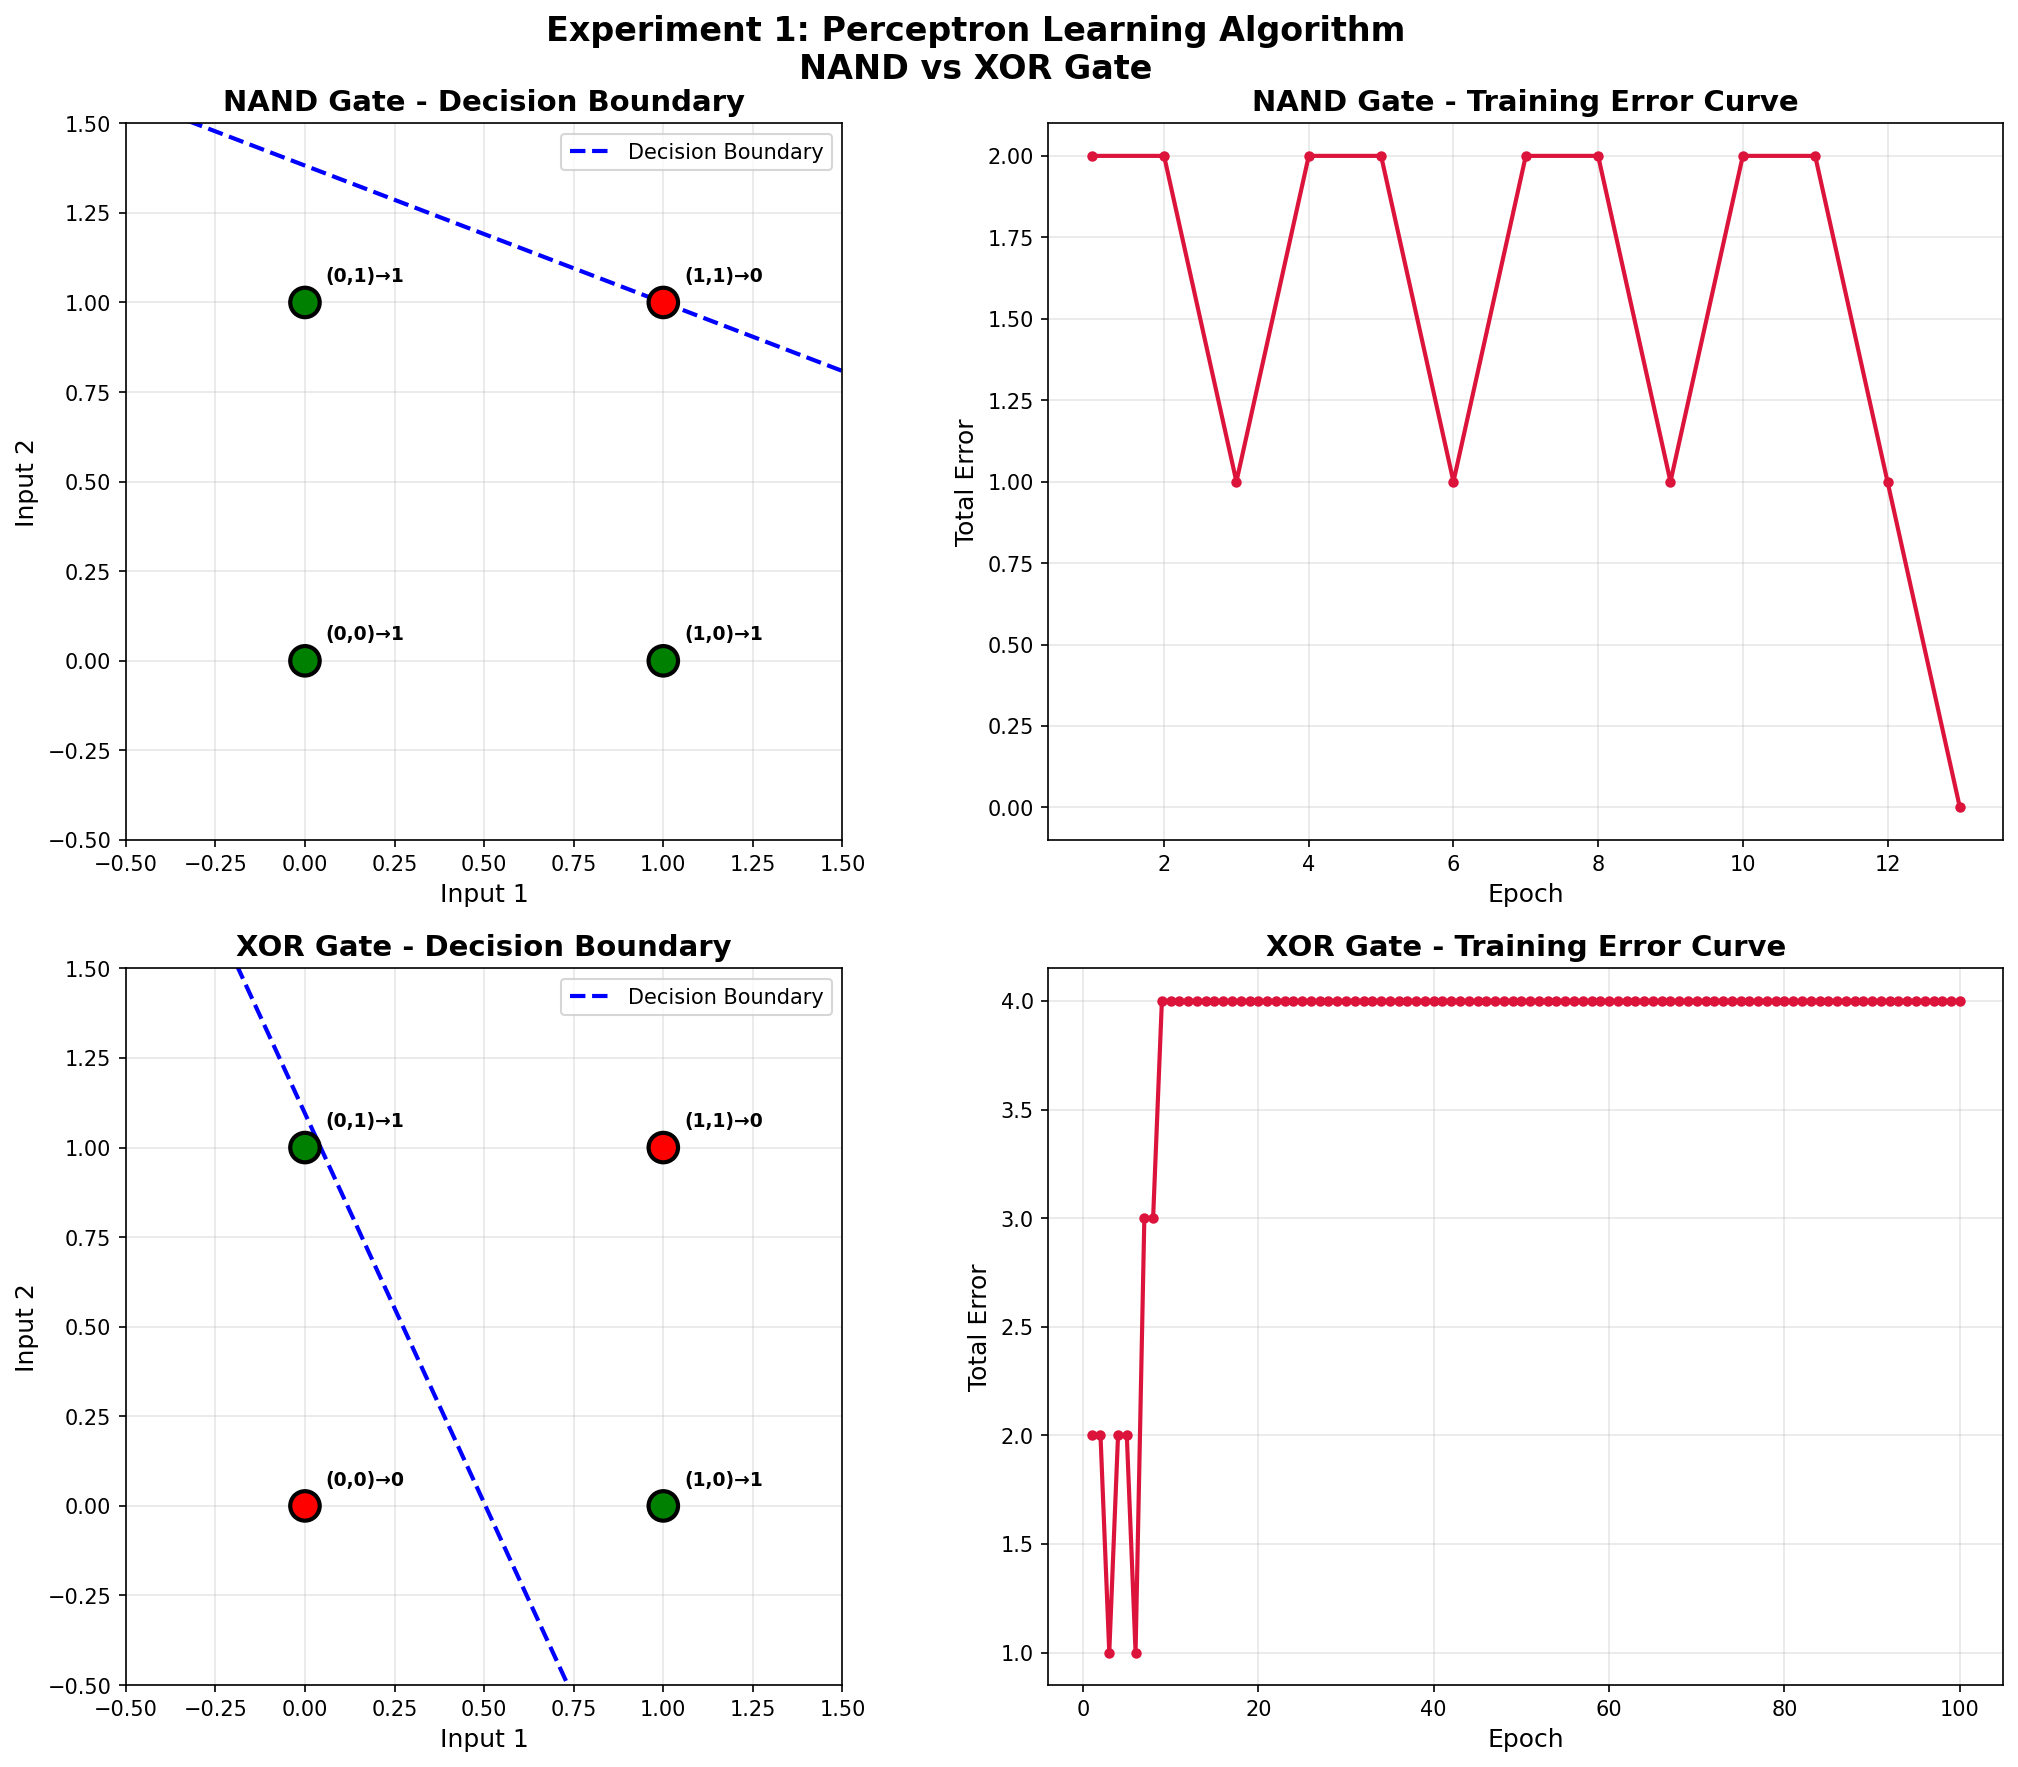 Experiment 1: Perceptron Learning Algorithm
NAND vs XOR Gate
NAND Gate - Decision Boundary
1.50
1.25
1.00
0.75
0.50
0.25
0.00
−0.25
−0.50
Input 2
Decision Boundary
(0,1)→1
(1,1)→0
(0,0)→1
(1,0)→1
−0.50 −0.25 0.00 0.25 0.50 0.75 1.00 1.25 1.50
Input 1
NAND Gate - Training Error Curve
2.00
1.75
1.50
1.25
1.00
0.75
0.50
0.25
0.00
Total Error
2 4 6 8 10 12
Epoch
XOR Gate - Decision Boundary
1.50
1.25
1.00
0.75
0.50
0.25
0.00
−0.25
−0.50
Input 2
Decision Boundary
(0,1)→1
(1,1)→0
(0,0)→0
(1,0)→1
−0.50 −0.25 0.00 0.25 0.50 0.75 1.00 1.25 1.50
Input 1
XOR Gate - Training Error Curve
4.0
3.5
3.0
2.5
2.0
1.5
1.0
Total Error
0 20 40 60 80 100
Epoch